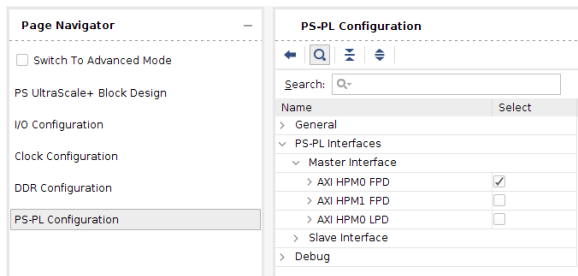 Page Navigator
Switch To Advanced Mode
PS UltraScale+ Block Design
I/O Configuration
Clock Configuration
DDR Configuration
PS-PL Configuration
PS-PL Configuration
Search:
Name Select
General
PS-PL Interfaces
Master Interface
AXI HPM0 FPD
AXI HPM1 FPD
AXI HPM0 LPD
Slave Interface
Debug